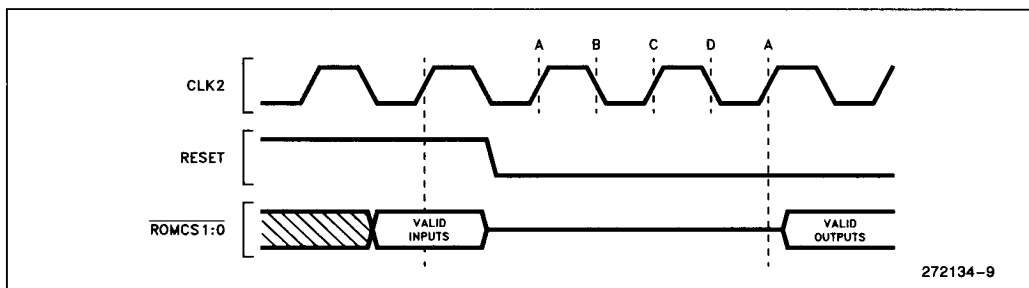 A B C D A
CLK2
RESET
ROMCS1:0
VALID
INPUTS
VALID
OUTPUTS
272134-9